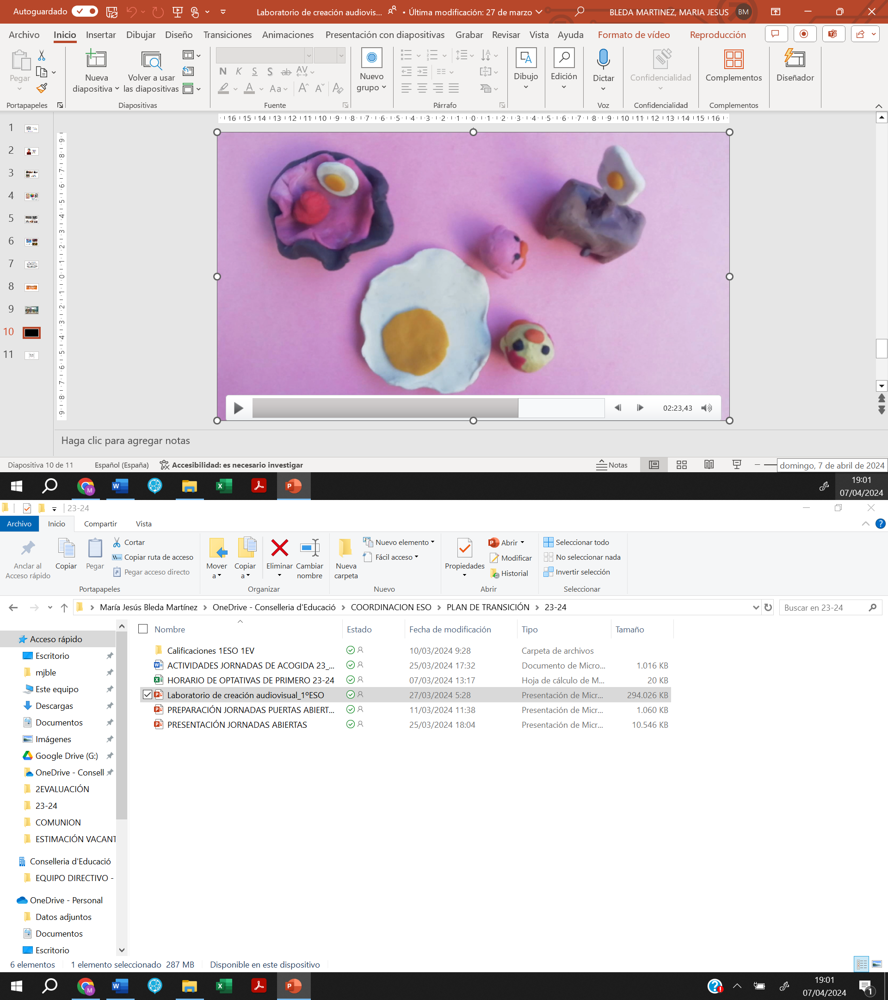 Autoguardado
Laboratorio de creación audiovis... • Última modificación: 27 de marzo
BLEDA MARTINEZ, MARIA JESUS BM
Archivo Inicio Insertar Dibujar Diseño Transiciones Animaciones Presentación con diapositivas Grabar Revisar Vista Ayuda Formato de vídeo Reproducción
Pegar
Nueva diapositiva
Volver a usar las diapositivas
N K S S ab AV
A Aa A A A
Nuevo grupo
Dibujo
Edición
Dictar
Confidencialidad
Complementos
Diseñador
Portapapeles Diapositivas Fuente Párrafo Voz Confidencialidad Complementos
16 15 14 13 12 11 10 9 8 7 6 5 4 3 2 1 0 1 2 3 4 5 6 7 8 9 10 11 12 13 14 15 16
9 8 7 6 5 4 3 2 1 0 1 2 3 4 5 6 7 8 9
1
2
3
4
5
6
7
8
9
10
11
02:23,43
Haga clic para agregar notas
Diapositiva 10 de 11 Español (España) Accesibilidad: es necesario investigar Notas
domingo, 7 de abril de 2024
19:01
07/04/2024
23-24
Archivo Inicio Compartir Vista
Anclar al Acceso rápido
Copiar
Pegar
Cortar
Copiar ruta de acceso
Pegar acceso directo
Mover a
Copiar a
Eliminar
Cambiar nombre
Nueva carpeta
Nuevo elemento
Fácil acceso
Propiedades
Abrir
Modificar
Historial
Seleccionar todo
No seleccionar nada
Invertir selección
Portapapeles Organizar Nuevo Abrir Seleccionar
María Jesús Bleda Martínez > OneDrive - Conselleria d'Educació > COORDINACION ESO > PLAN DE TRANSICIÓN > 23-24
Buscar en 23-24
Nombre Estado Fecha de modificación Tipo Tamaño
Calificaciones 1ESO 1EV 10/03/2024 9:28 Carpeta de archivos
ACTIVIDADES JORNADAS DE ACOGIDA 23_... 25/03/2024 17:32 Documento de Micro... 1.016 KB
HORARIO DE OPTATIVAS DE PRIMERO 23-24 07/03/2024 13:17 Hoja de cálculo de M... 20 KB
Laboratorio de creación audiovisual_1ºESO 27/03/2024 5:28 Presentación de Micr... 294.026 KB
PREPARACIÓN JORNADAS PUERTAS ABIERT... 11/03/2024 11:38 Presentación de Micr... 1.060 KB
PRESENTACIÓN JORNADAS ABIERTAS 25/03/2024 18:04 Presentación de Micr... 10.546 KB
Acceso rápido
Escritorio
mjble
Este equipo
Descargas
Documentos
Imágenes
Google Drive (G:)
OneDrive - Consell
2EVALUACIÓN
23-24
COMUNION
ESTIMACIÓN VACANT
Conselleria d'Educació
EQUIPO DIRECTIVO -
OneDrive - Personal
Datos adjuntos
Documentos
Escritorio
6 elementos 1 elemento seleccionado 287 MB Disponible en este dispositivo
19:01
07/04/2024
1